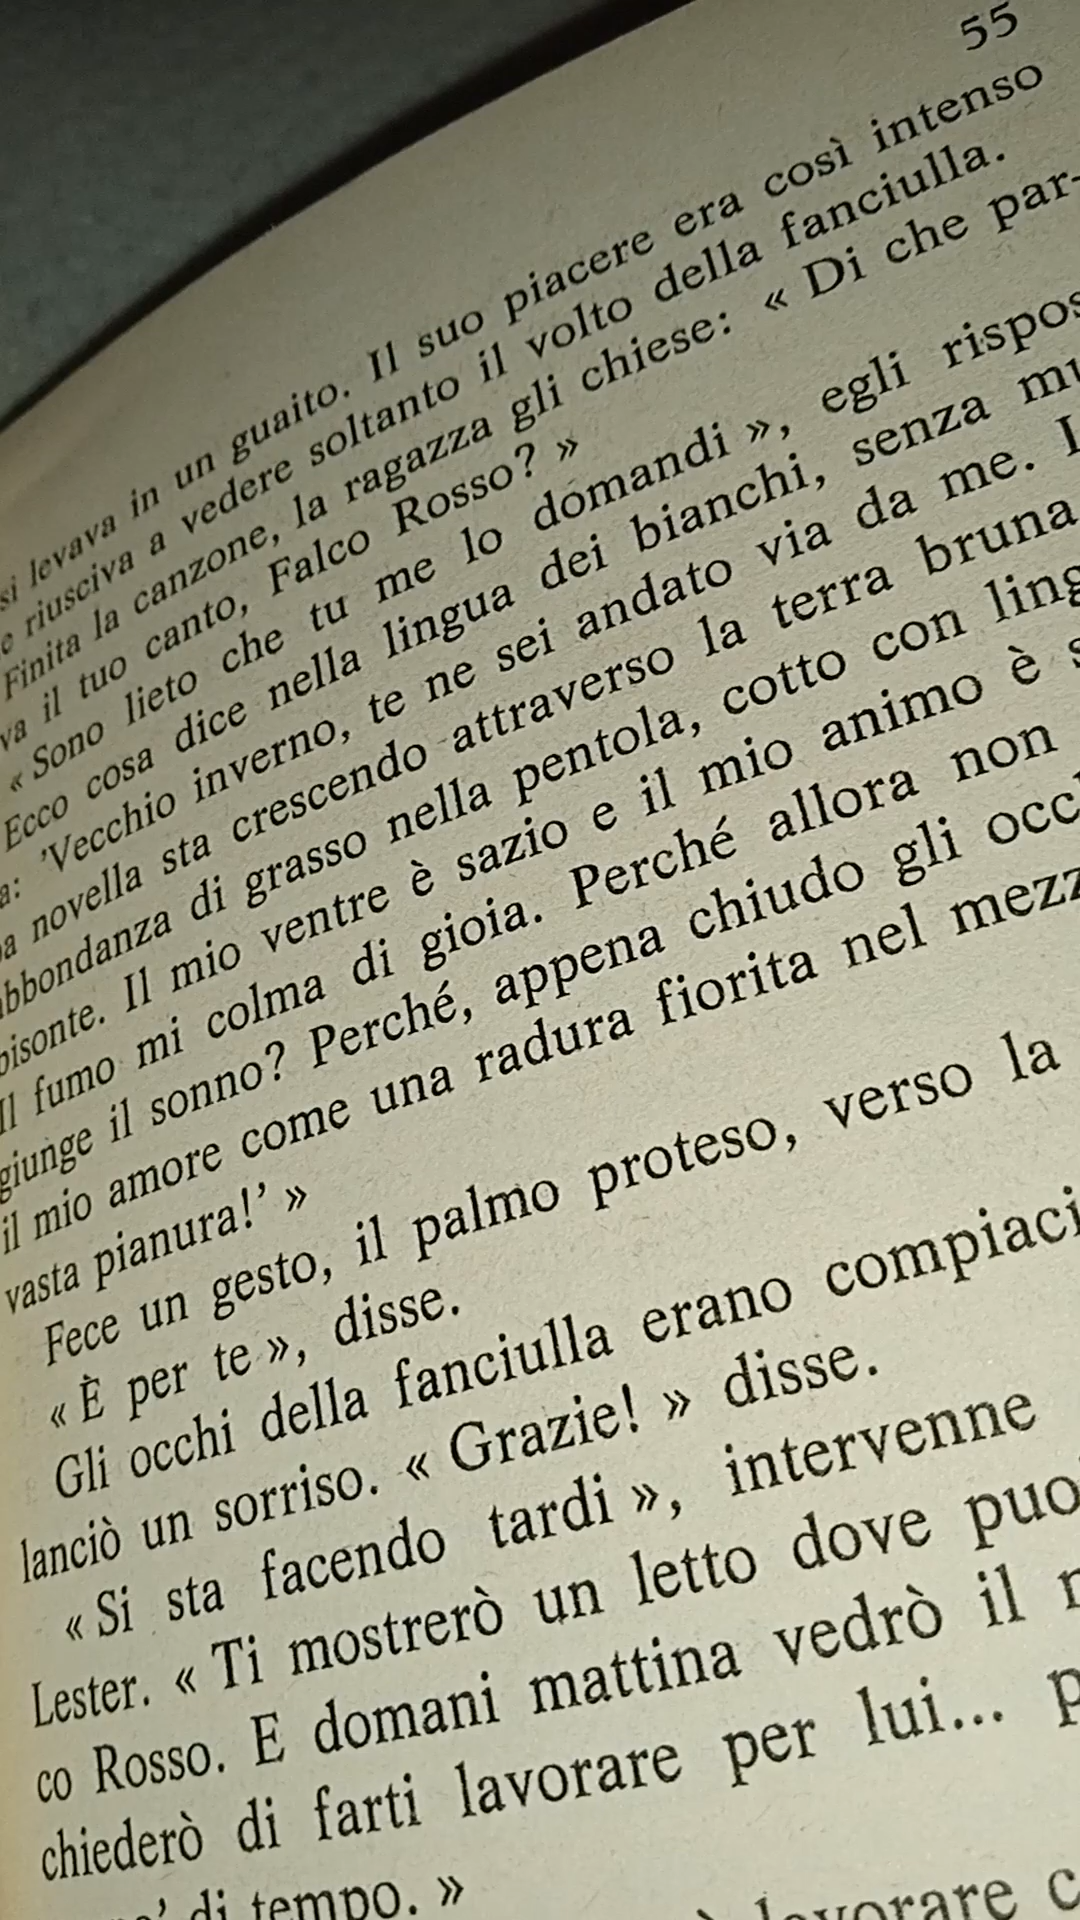 55
si levava in un guaito. Il suo piacere era così intenso
riusciva a vedere soltanto il volto della fanciulla.
Finita la canzone, la ragazza gli chiese: « Di che par-
va il tuo canto, Falco Rosso? »
« Sono lieto che tu me lo domandi », egli rispos
Ecco cosa dice nella lingua dei bianchi, senza mu
a: 'Vecchio inverno, te ne sei andato via da me.
novella sta crescendo attraverso la terra bruna
bbondanza di grasso nella pentola, cotto con ling
bisonte. Il mio ventre è sazio e il mio animo è s
Il fumo mi colma di gioia. Perché allora non
giunge il sonno? Perché, appena chiudo gli occ
il mio amore come una radura fiorita nel mezz
vasta pianura!' »
Fece un gesto, il palmo proteso, verso la
« È per te », disse.
Gli occhi della fanciulla erano compiaci
lanciò un sorriso. « Grazie! » disse.
« Si sta facendo tardi », intervenne
Lester. « Ti mostrerò un letto dove puo
co Rosso. E domani mattina vedrò il
chiederò di farti lavorare per lui... p
di tempo. »
lavorare c